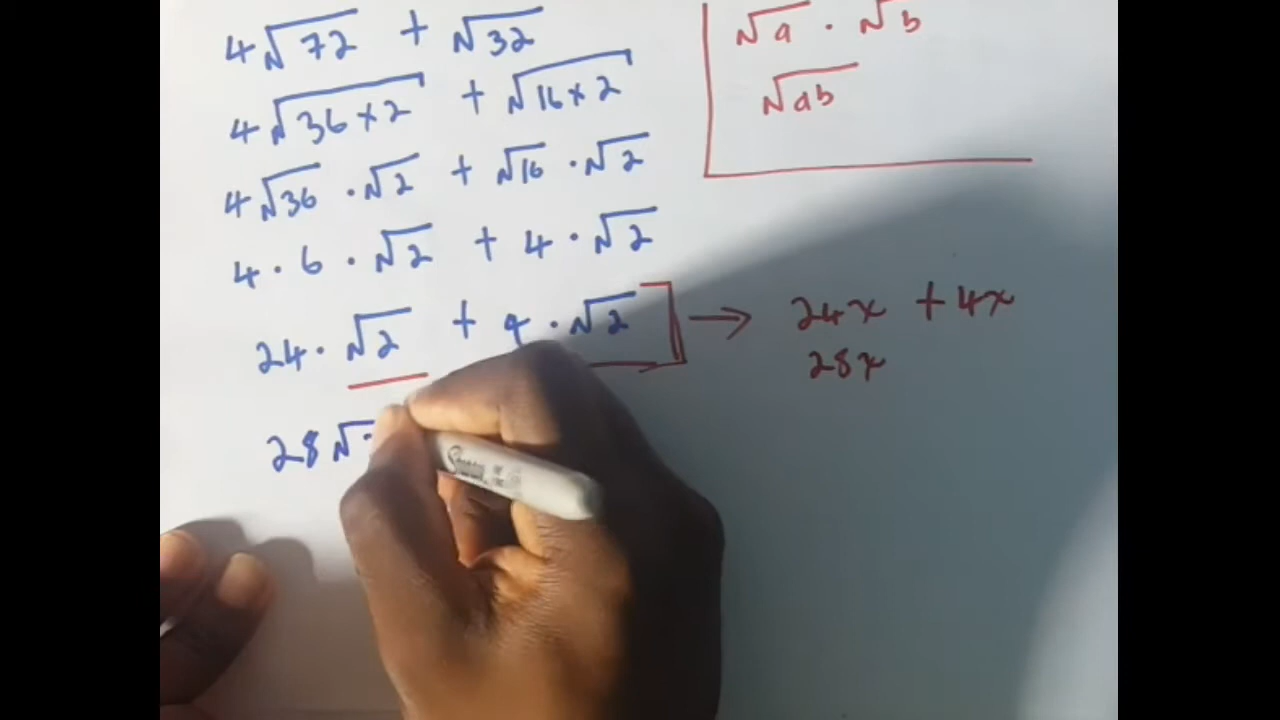 4√72 + √32
4√36×2 + √16×2
4√36 · √2 + √16 · √2
4 · 6 · √2 + 4 · √2
24 · √2 + 4 · √2 → 24x + 4x
28x
28√
√a · √b
√ab
Sharpie